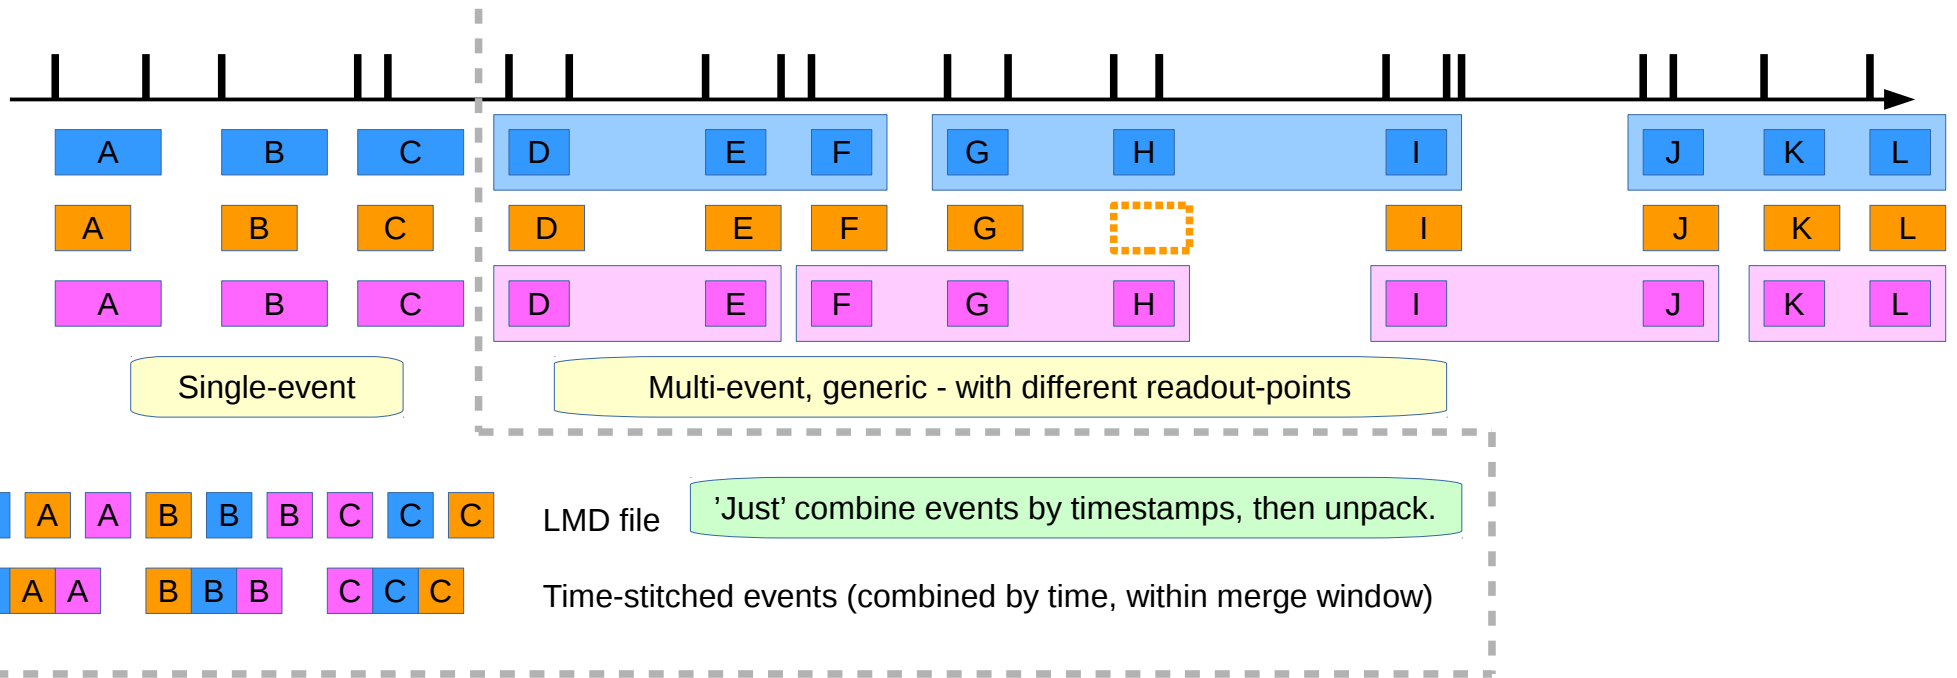 A B C D E F G H I J K L
A B C D E F G I J K L
A B C D E F G H I J K L
Single-event
Multi-event, generic - with different readout-points
A A B B B C C C
LMD file
’Just’ combine events by timestamps, then unpack.
A A B B B C C C
Time-stitched events (combined by time, within merge window)